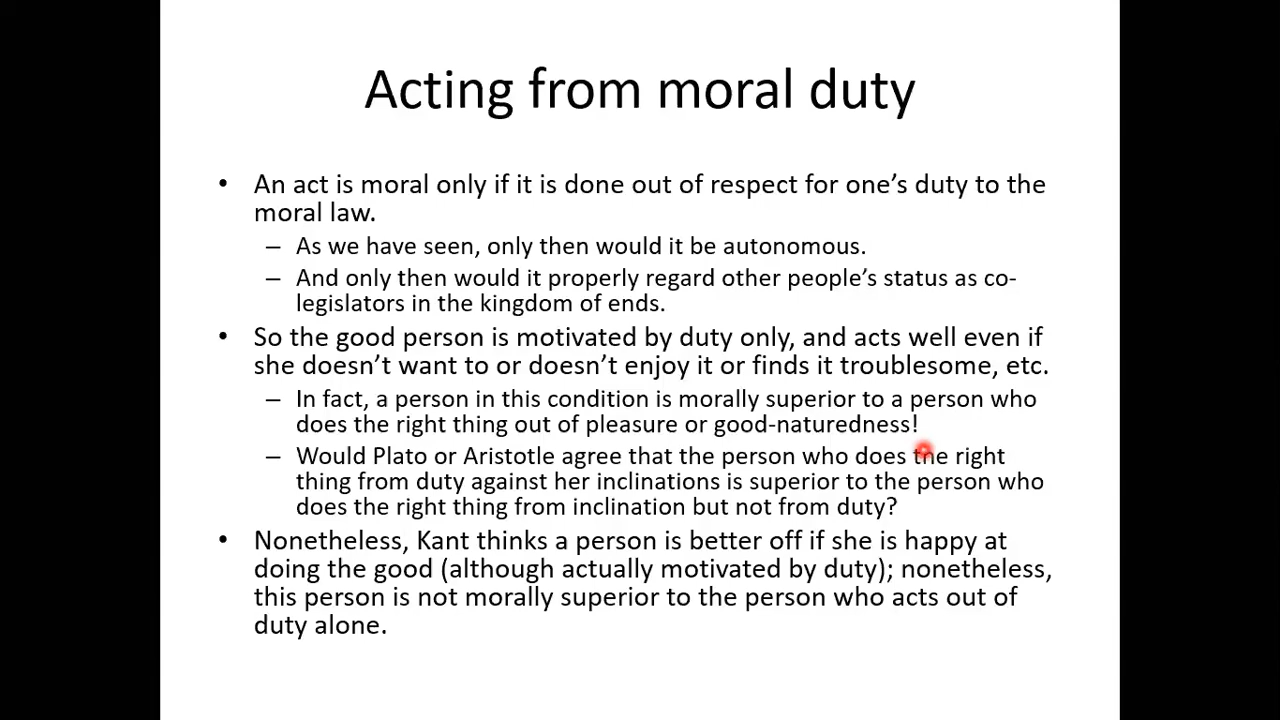 Acting from moral duty
• An act is moral only if it is done out of respect for one’s duty to the
moral law.
– As we have seen, only then would it be autonomous.
– And only then would it properly regard other people’s status as co-
legislators in the kingdom of ends.
• So the good person is motivated by duty only, and acts well even if
she doesn’t want to or doesn’t enjoy it or finds it troublesome, etc.
– In fact, a person in this condition is morally superior to a person who
does the right thing out of pleasure or good-naturedness!
– Would Plato or Aristotle agree that the person who does the right
thing from duty against her inclinations is superior to the person who
does the right thing from inclination but not from duty?
• Nonetheless, Kant thinks a person is better off if she is happy at
doing the good (although actually motivated by duty); nonetheless,
this person is not morally superior to the person who acts out of
duty alone.